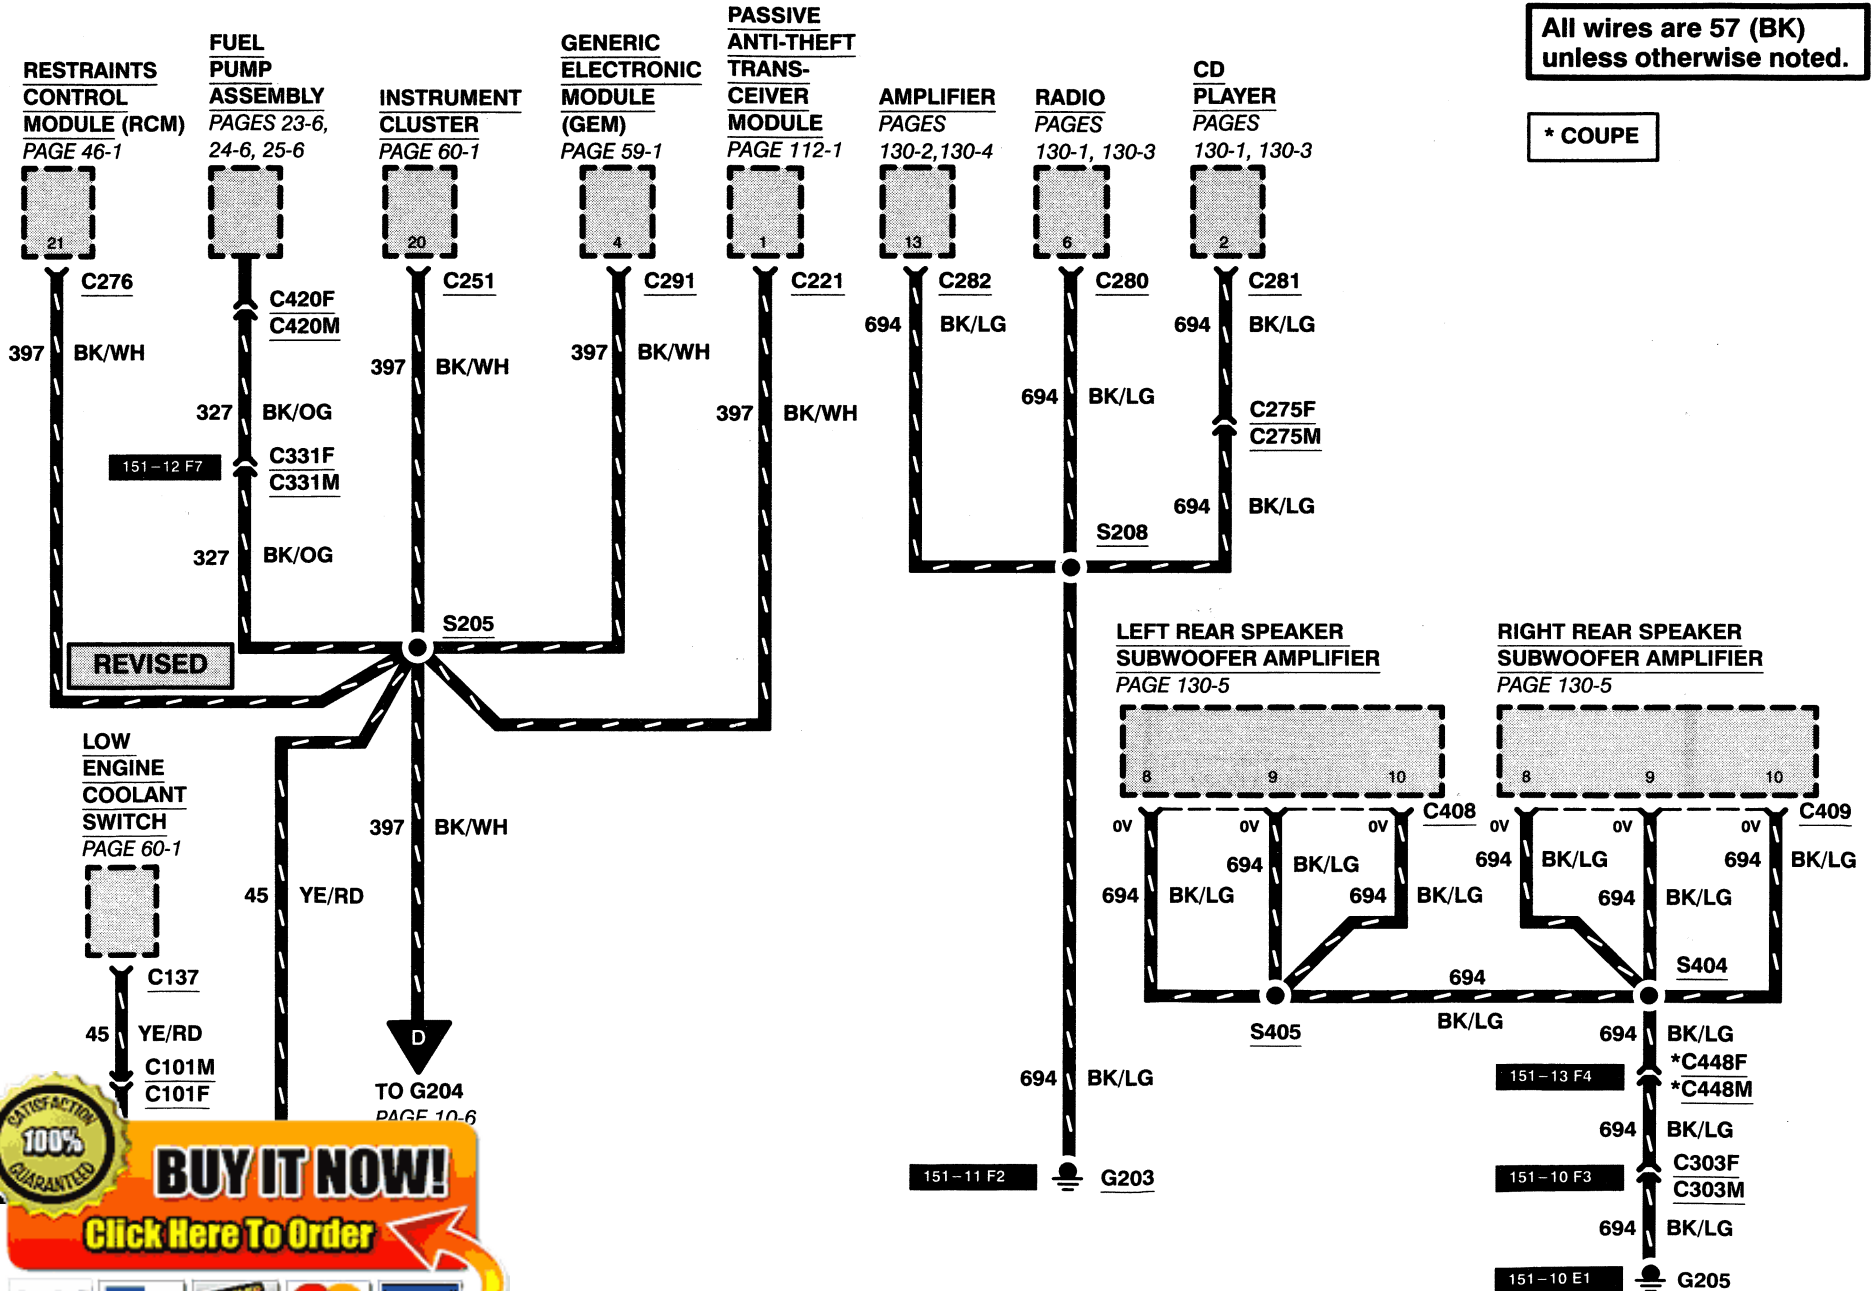 RESTRAINTS
CONTROL
MODULE (RCM)
PAGE 46-1
21
C276
397 BK/WH
FUEL
PUMP
ASSEMBLY
PAGES 23-6,
24-6, 25-6
C420F
C420M
327 BK/OG
151-12 F7
C331F
C331M
327 BK/OG
INSTRUMENT
CLUSTER
PAGE 60-1
20
C251
397 BK/WH
GENERIC
ELECTRONIC
MODULE
(GEM)
PAGE 59-1
4
C291
397 BK/WH
PASSIVE
ANTI-THEFT
TRANS-
CEIVER
MODULE
PAGE 112-1
1
C221
397 BK/WH
AMPLIFIER
PAGES
130-2,130-4
13
C282
694 BK/LG
RADIO
PAGES
130-1, 130-3
6
C280
694 BK/LG
CD
PLAYER
PAGES
130-1, 130-3
2
C281
694 BK/LG
C275F
C275M
694 BK/LG
All wires are 57 (BK)
unless otherwise noted.
* COUPE
S208
S205
REVISED
LOW
ENGINE
COOLANT
SWITCH
PAGE 60-1
C137
45 YE/RD
C101M
C101F
45 YE/RD
397 BK/WH
D
TO G204
PAGE 10-6
694 BK/LG
151-11 F2
G203
LEFT REAR SPEAKER
SUBWOOFER AMPLIFIER
PAGE 130-5
8 9 10
C408
0V 0V 0V
694 BK/LG
694 BK/LG
694 BK/LG
S405
694
BK/LG
RIGHT REAR SPEAKER
SUBWOOFER AMPLIFIER
PAGE 130-5
8 9 10
C409
0V 0V 0V
694 BK/LG
694 BK/LG
694 BK/LG
S404
694 BK/LG
151-13 F4
*C448F
*C448M
694 BK/LG
151-10 F3
C303F
C303M
694 BK/LG
151-10 E1
G205
SATISFACTION
100%
GUARANTEED
BUY IT NOW!
Click Here To Order